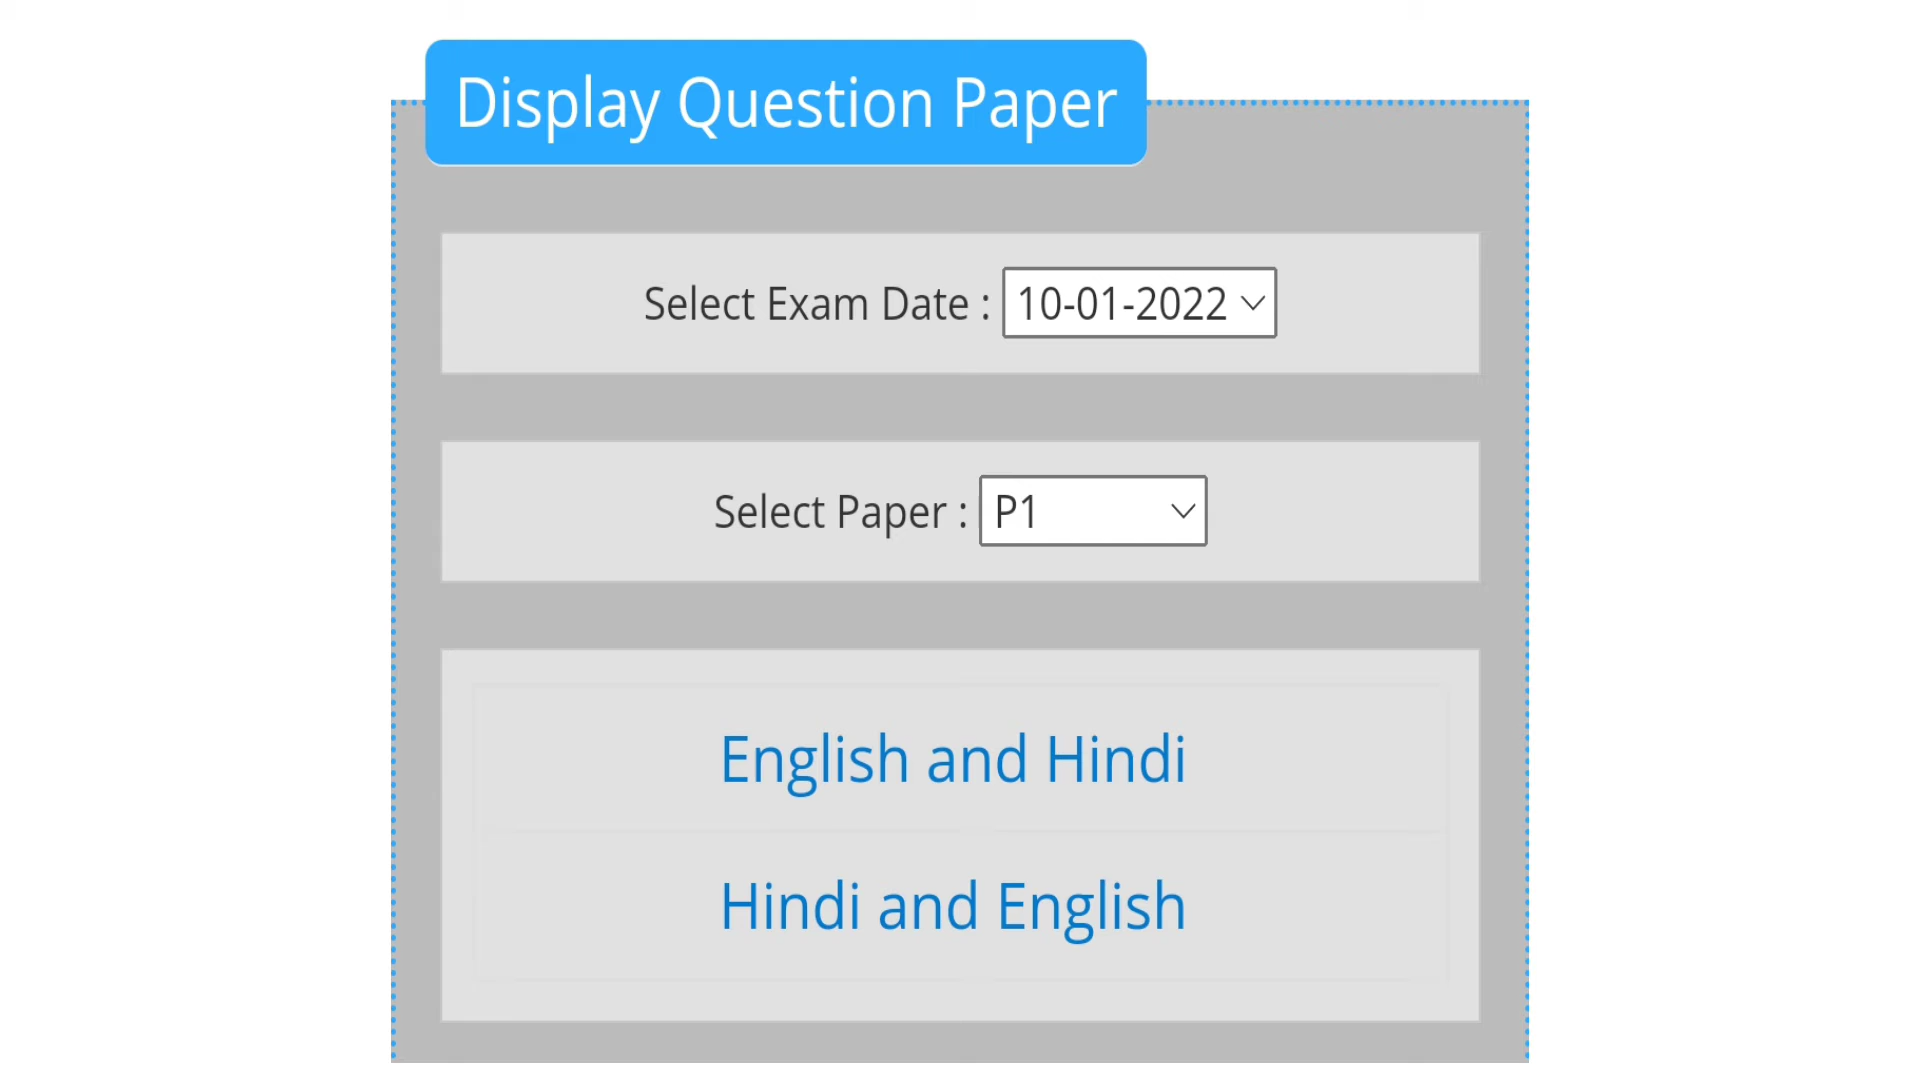 Display Question Paper
Select Exam Date : 10-01-2022
Select Paper : P1
English and Hindi
Hindi and English